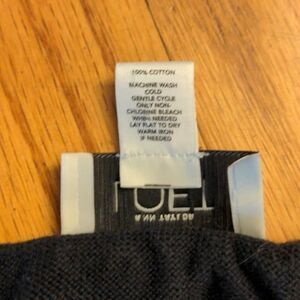 100% COTTON
MACHINE WASH
COLD
GENTLE CYCLE
ONLY NON-
CHLORINE BLEACH
WHEN NEEDED
LAY FLAT TO DRY
WARM IRON
IF NEEDED